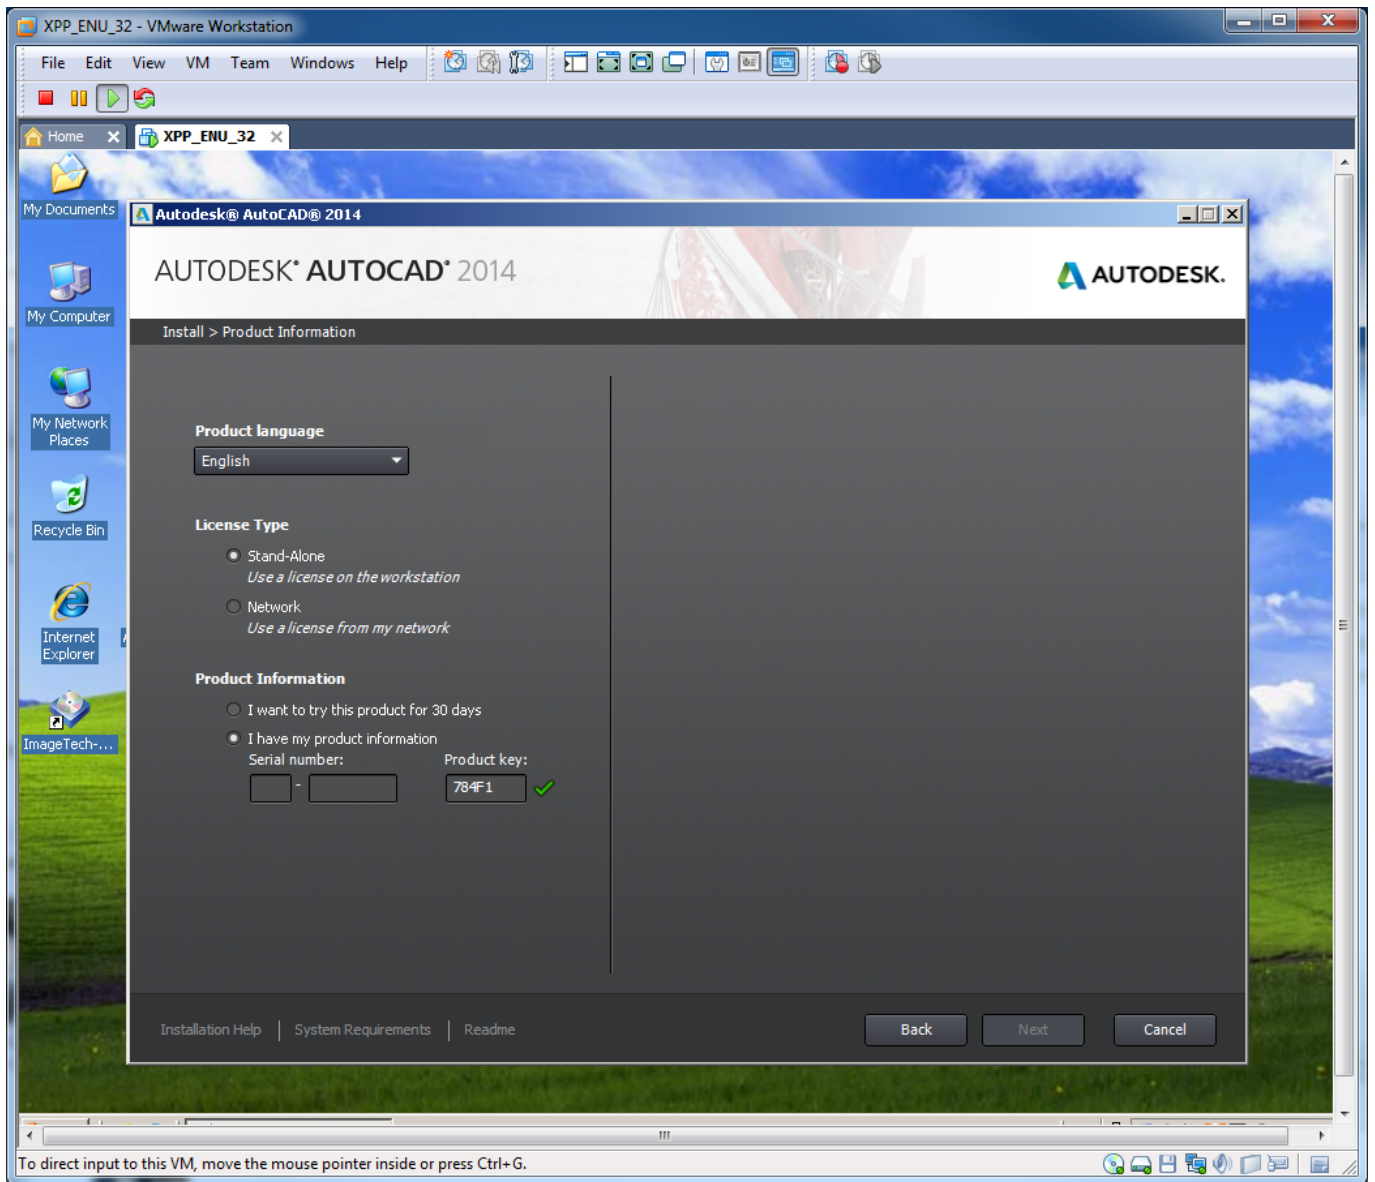 XPP_ENU_32 - VMware Workstation
File Edit View VM Team Windows Help
Home XPP_ENU_32
My Documents
Autodesk® AutoCAD® 2014
AUTODESK® AUTOCAD® 2014
AUTODESK.
My Computer
Install > Product Information
My Network
Places
Product language
English
Recycle Bin
License Type
Stand-Alone
Use a license on the workstation
Network
Use a license from my network
Internet
Explorer
Product Information
I want to try this product for 30 days
I have my product information
ImageTech-...
Serial number: Product key:
- 784F1
Installation Help | System Requirements | Readme
Back Next Cancel
To direct input to this VM, move the mouse pointer inside or press Ctrl+G.